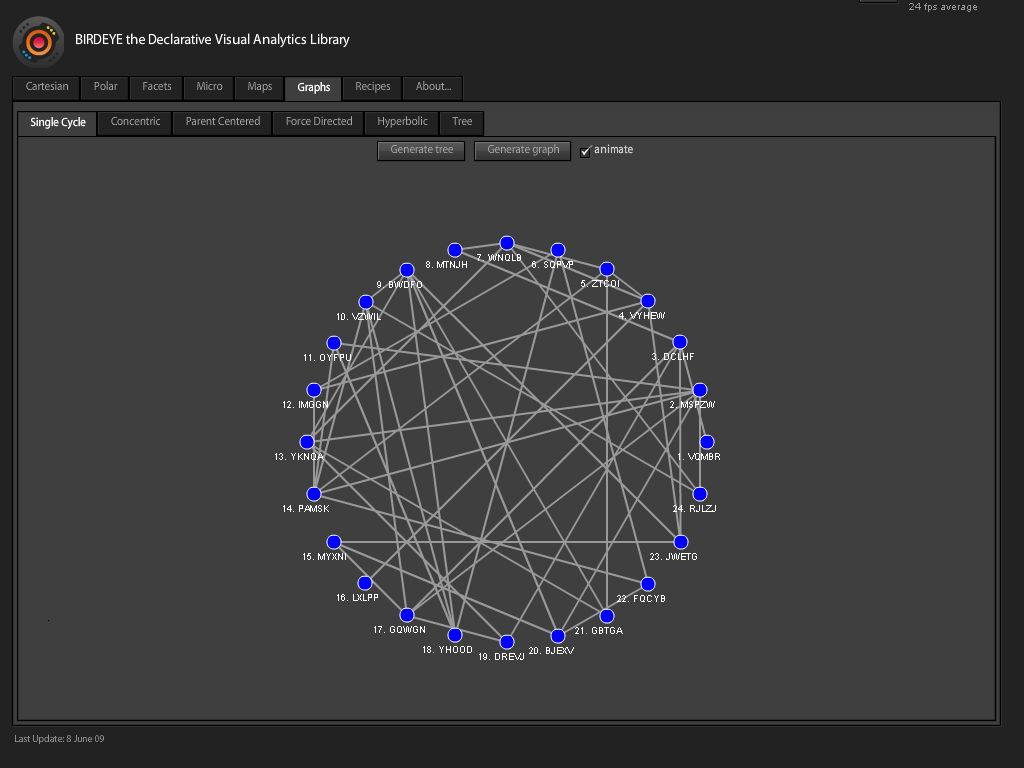 24 fps average
BIRDEYE the Declarative Visual Analytics Library
Cartesian Polar Facets Micro Maps Graphs Recipes About...
Single Cycle Concentric Parent Centered Force Directed Hyperbolic Tree
Generate tree Generate graph animate
7. WNQLB
8. MTNJH
6. SQPVP
9. BWDFO
5. ZTCOI
10. VZWIL
4. VYHEW
11. OYFPU
3. DCLHF
12. IMGGN
2. MSPZW
13. YKNQA
1. VQMBR
14. PAMSK
24. RJLZJ
15. MYXNI
23. JWETG
16. LXLPP
22. FQCYB
17. GQWGN
21. GBTGA
18. YHOOD
20. BJEXV
19. DREVJ
Last Update: 8 June 09